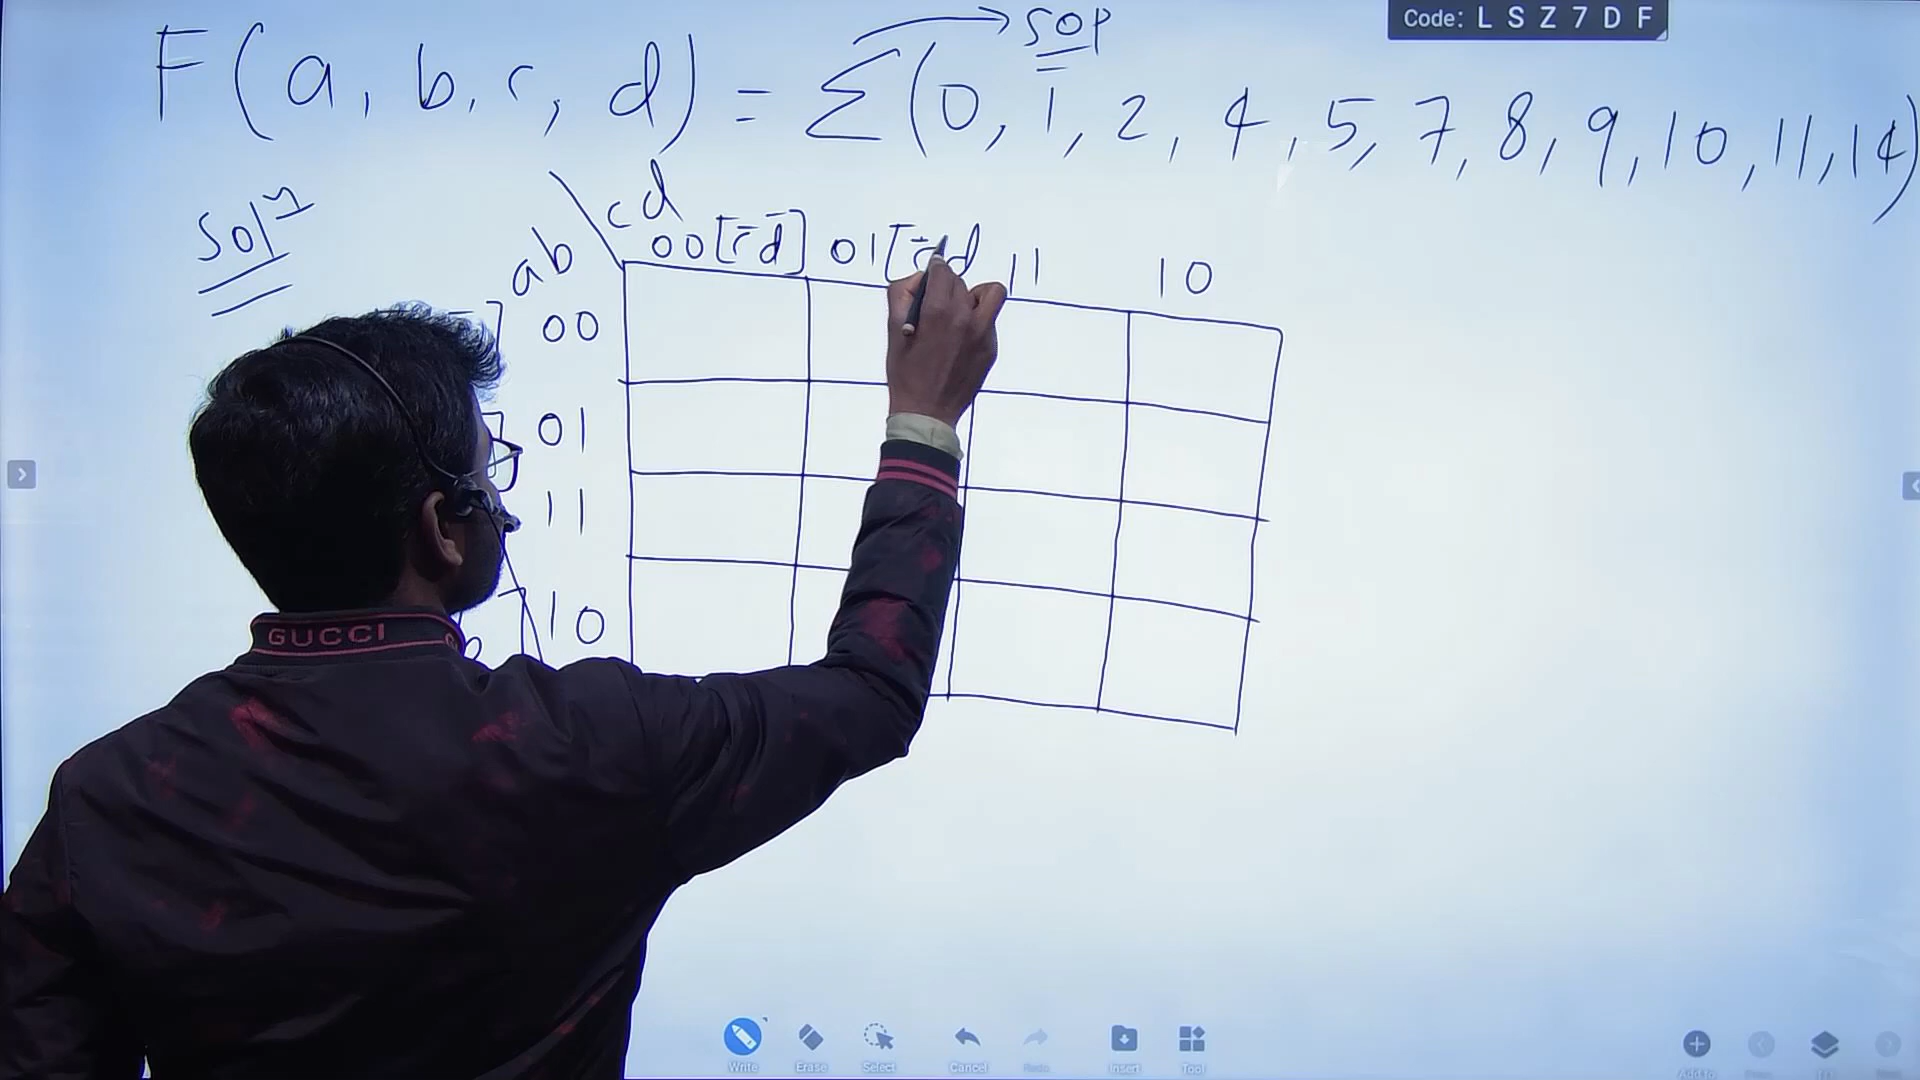 Code: L S Z 7 D F
SOP
F(a, b, c, d) = Σ(0, 1, 2, 4, 5, 7, 8, 9, 10, 11, 14)
Solⁿ
cd
ab
00[c̄d̄] 01[c̄d 11 10
00
01
11
10
GUCCI
Write Erase Select Cancel Insert Tool